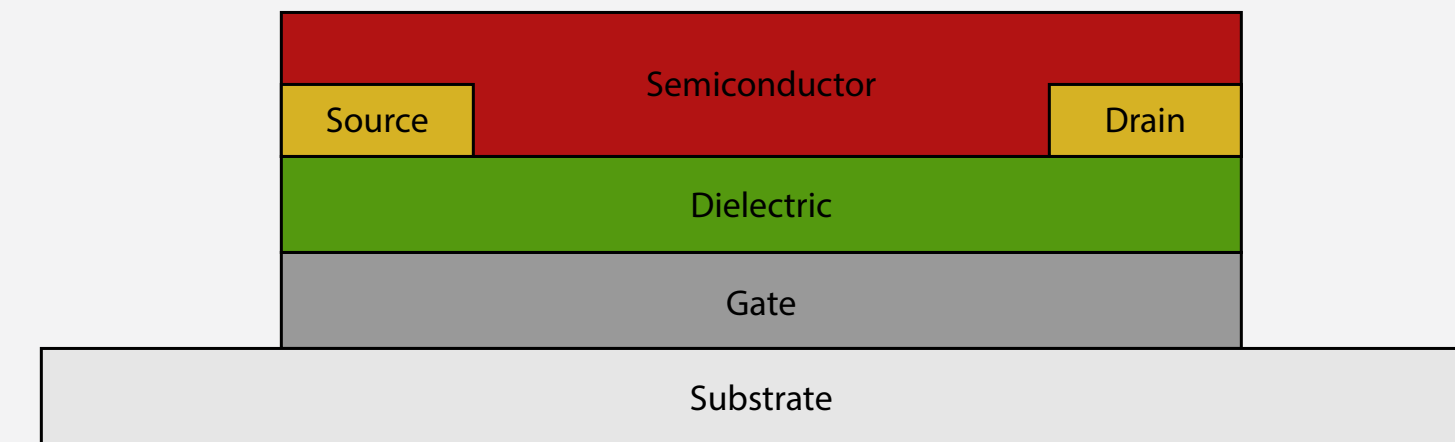 Semiconductor
Source
Drain
Dielectric
Gate
Substrate